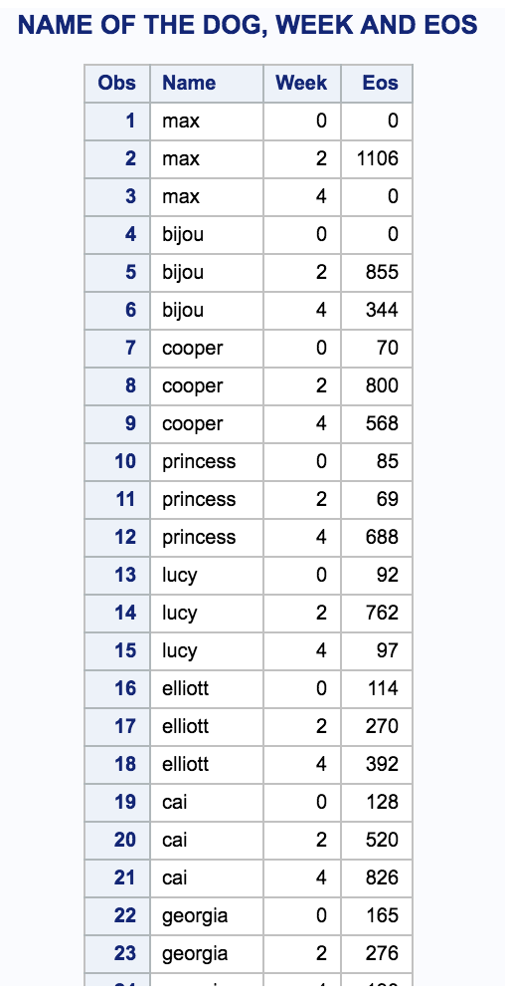 NAME OF THE DOG, WEEK AND EOS
Obs Name Week Eos
1 max 0 0
2 max 2 1106
3 max 4 0
4 bijou 0 0
5 bijou 2 855
6 bijou 4 344
7 cooper 0 70
8 cooper 2 800
9 cooper 4 568
10 princess 0 85
11 princess 2 69
12 princess 4 688
13 lucy 0 92
14 lucy 2 762
15 lucy 4 97
16 elliott 0 114
17 elliott 2 270
18 elliott 4 392
19 cai 0 128
20 cai 2 520
21 cai 4 826
22 georgia 0 165
23 georgia 2 276